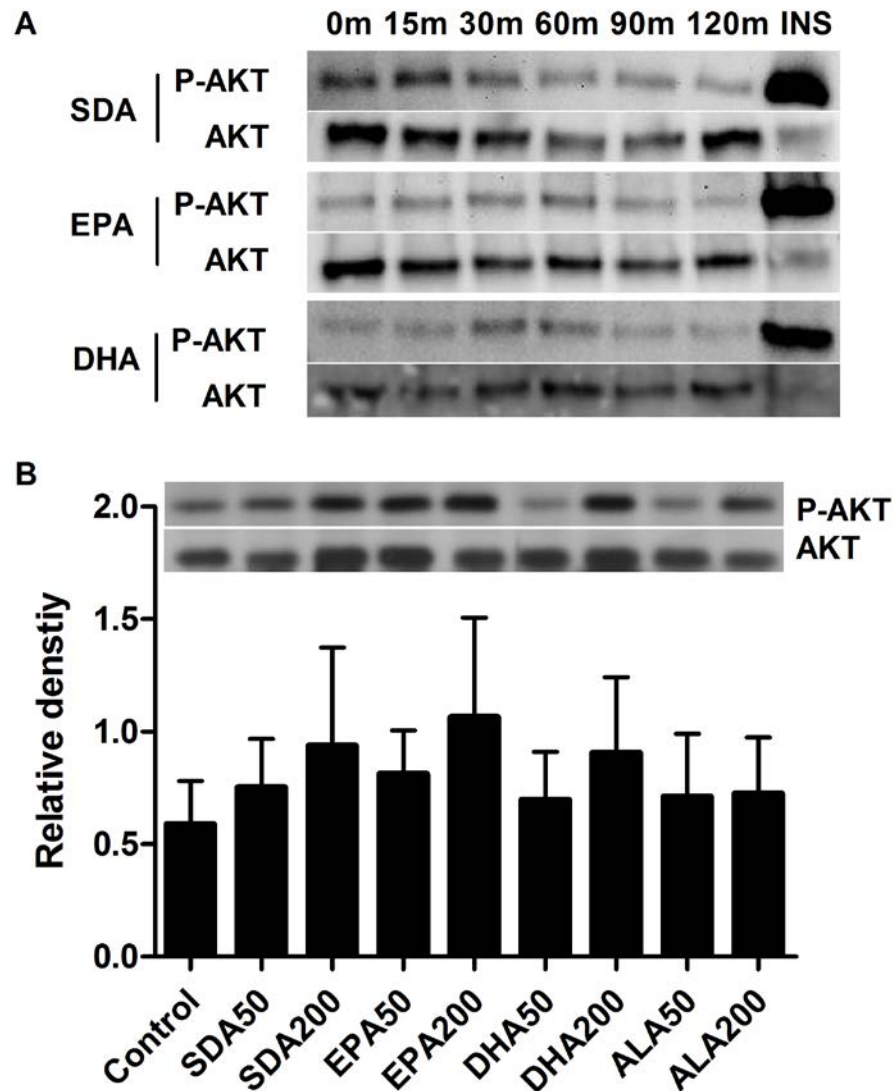 A
0m 15m 30m 60m 90m 120m INS
SDA
P-AKT
AKT
EPA
P-AKT
AKT
DHA
P-AKT
AKT
B
P-AKT
AKT
Relative denstiy
2.0
1.5
1.0
0.5
0.0
Control
SDA50
SDA200
EPA50
EPA200
DHA50
DHA200
ALA50
ALA200